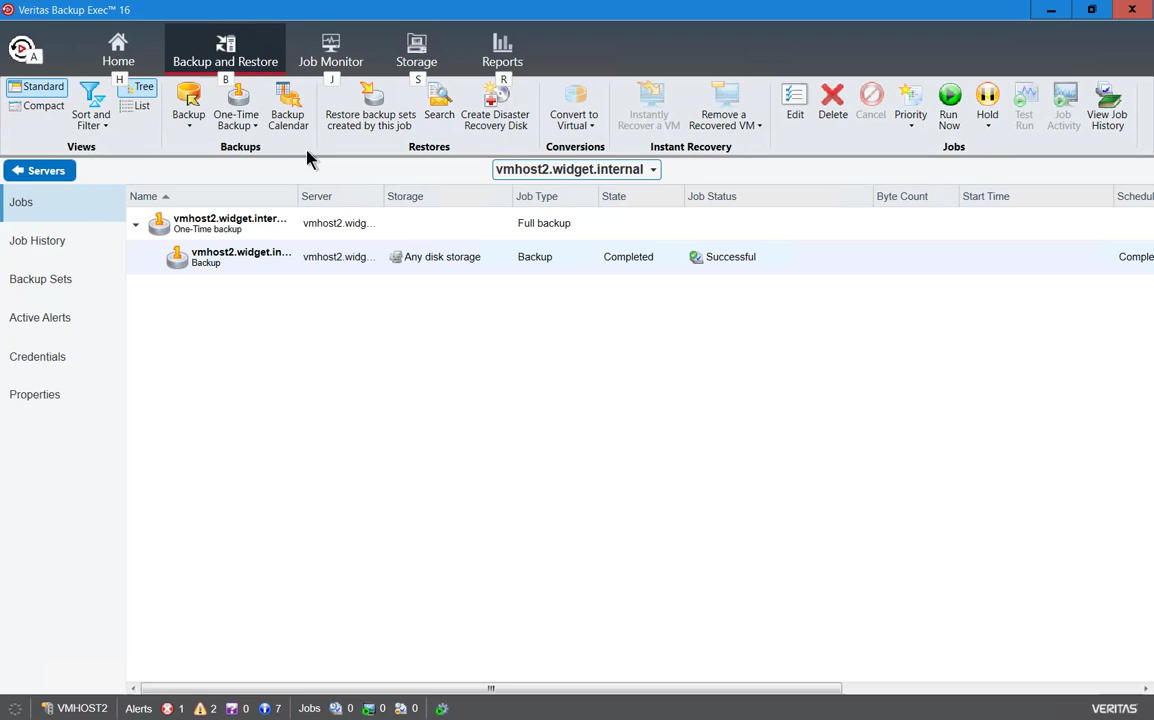 Veritas Backup Exec™ 16
A
Home
Backup and Restore
Job Monitor
Storage
Reports
H
B
J
S
R
Standard
Compact
Sort and
Filter
Tree
List
Views
Backup
One-Time
Backup
Backup
Calendar
Backups
Restore backup sets
created by this job
Search
Create Disaster
Recovery Disk
Restores
Convert to
Virtual
Conversions
Instantly
Recover a VM
Remove a
Recovered VM
Instant Recovery
Edit
Delete
Cancel
Priority
Run
Now
Hold
Test
Run
Job
Activity
View Job
History
Jobs
Servers
vmhost2.widget.internal
Jobs
Job History
Backup Sets
Active Alerts
Credentials
Properties
Name Server Storage Job Type State Job Status Byte Count Start Time Schedul
vmhost2.widget.inter... vmhost2.widg... Full backup
One-Time backup
vmhost2.widget.in... vmhost2.widg... Any disk storage Backup Completed Successful Comple
Backup
VMHOST2 Alerts 1 2 0 7 Jobs 0 0 0 VERITAS